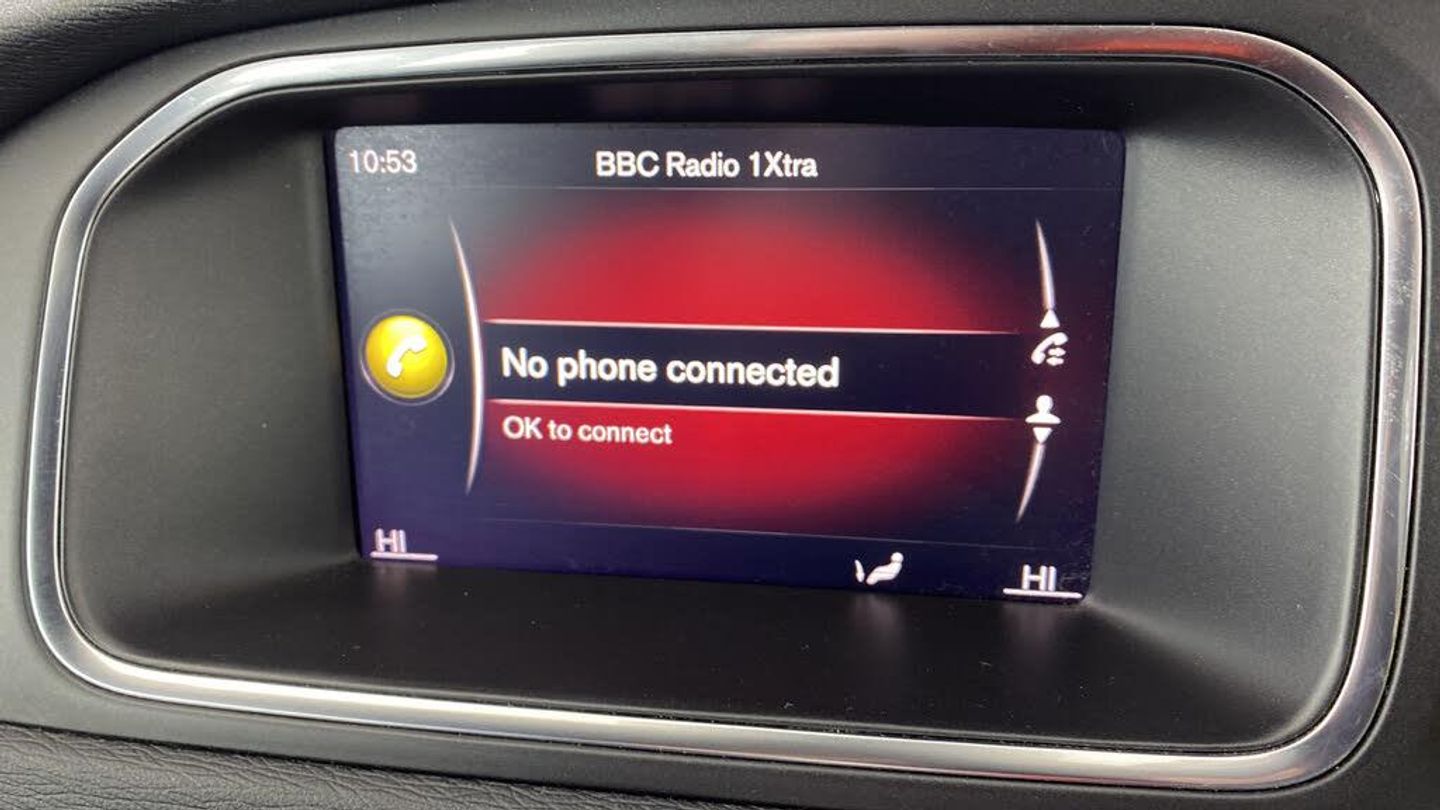 10:53
BBC Radio 1Xtra
No phone connected
OK to connect
HI
HI